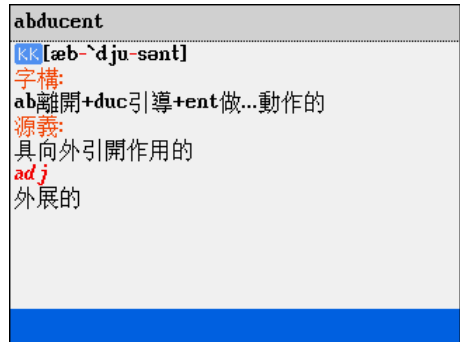 abducent
KK[æb-`dju-sənt]
字構:
ab離開+duc引導+ent做...動作的
源義:
具向外引開作用的
adj
外展的